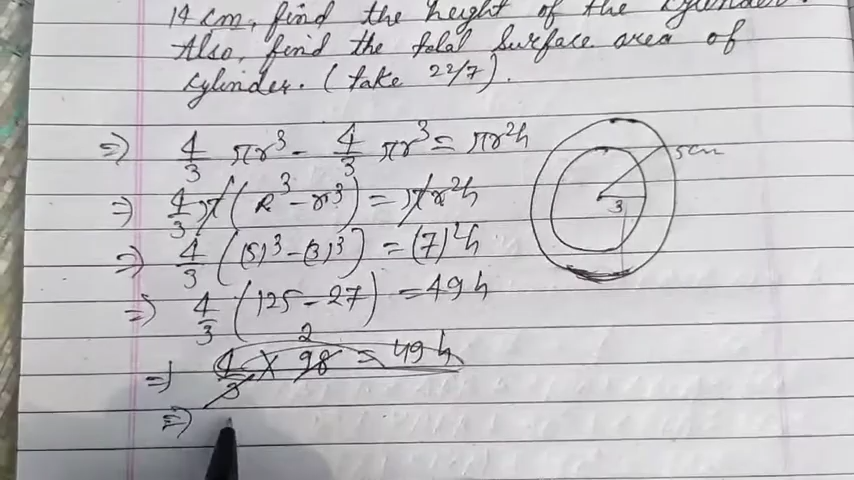 14 cm, find the height of the cylinder.
Also, find the total surface area of
cylinder. (take 22/7).
=) 4/3 πr³ - 4/3 πr³ = πr²h
=) 4/3 π (R³ - r³) = πr²h
=) 4/3 ((5)³ - (3)³) = (7)²h
=) 4/3 (125 - 27) = 49h
2
=) 4/3 × 98 = 49h
=)
5cm
3